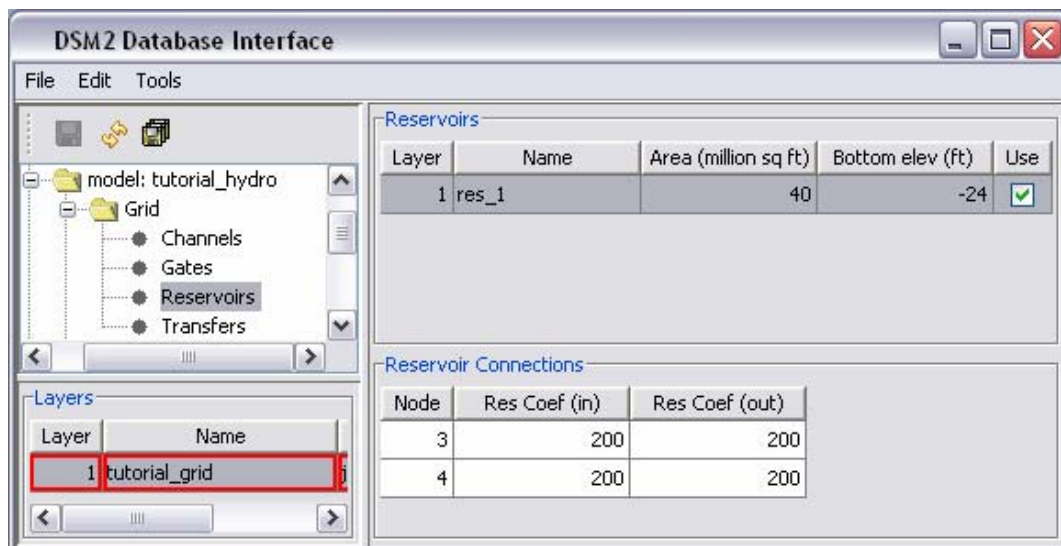 DSM2 Database Interface
File Edit Tools
model: tutorial_hydro
Grid
Channels
Gates
Reservoirs
Transfers
Layers
Layer Name
1 tutorial_grid j
Reservoirs
Layer Name Area (million sq ft) Bottom elev (ft) Use
1 res_1 40 -24
Reservoir Connections
Node Res Coef (in) Res Coef (out)
3 200 200
4 200 200